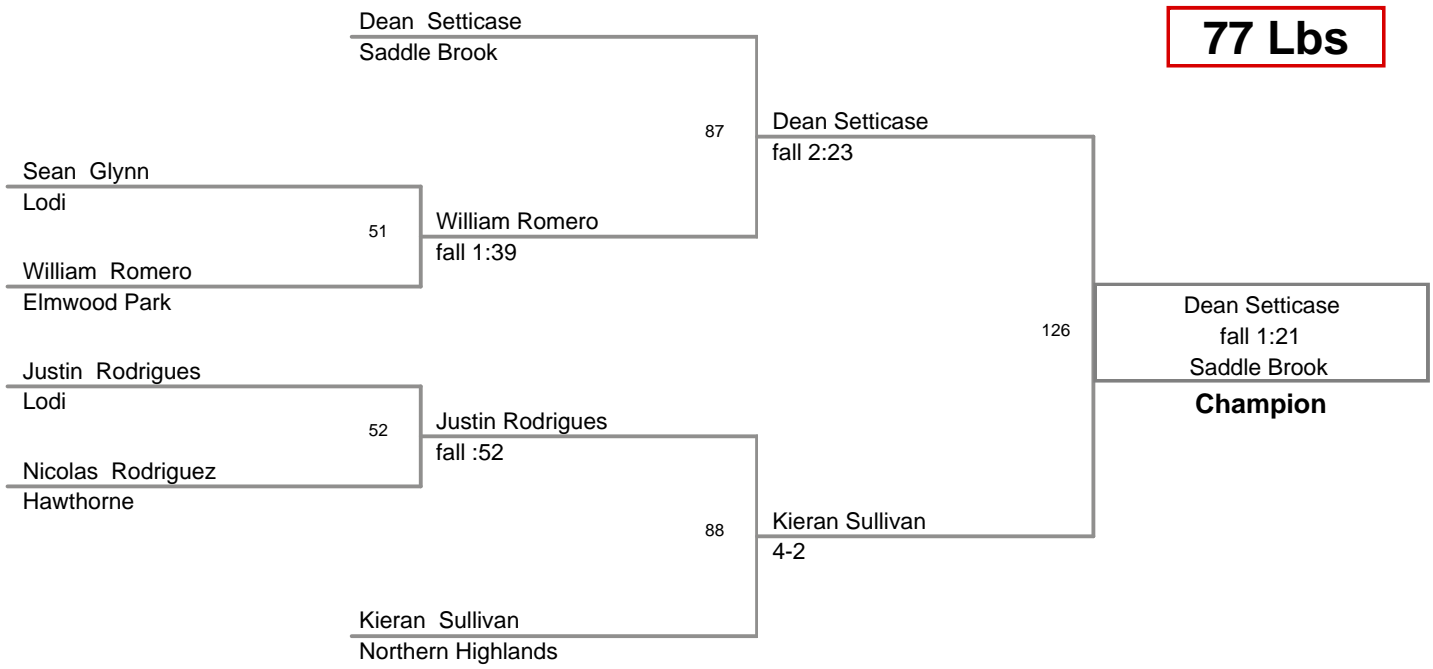 Dean Setticase
Saddle Brook
77 Lbs
87
Dean Setticase
fall 2:23
Sean Glynn
Lodi
51
William Romero
fall 1:39
William Romero
Elmwood Park
126
Dean Setticase
fall 1:21
Saddle Brook
Champion
Justin Rodrigues
Lodi
52
Justin Rodrigues
fall :52
Nicolas Rodriguez
Hawthorne
88
Kieran Sullivan
4-2
Kieran Sullivan
Northern Highlands